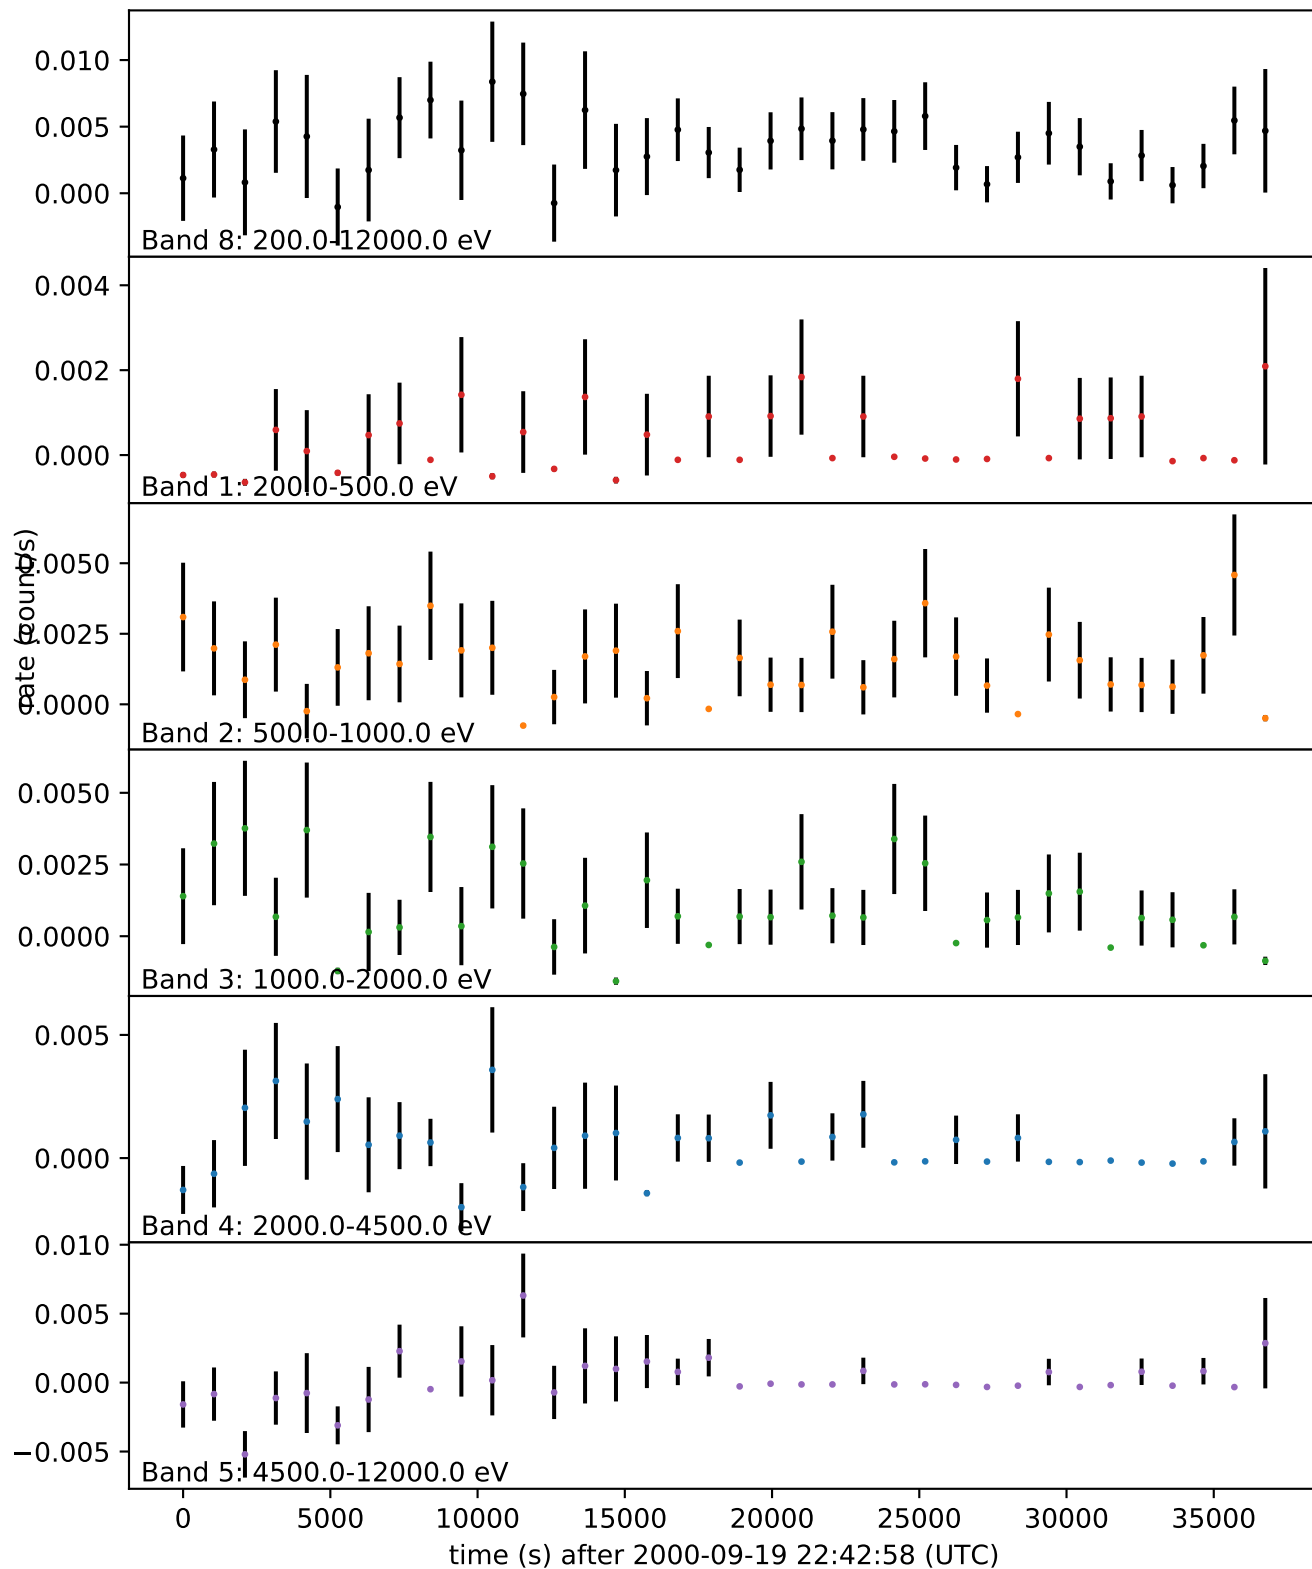 0.010
0.005
0.000
Band 8: 200.0-12000.0 eV
0.004
0.002
0.000
Band 1: 200.0-500.0 eV
rate (count/s)
0.0050
0.0025
0.0000
Band 2: 500.0-1000.0 eV
0.0050
0.0025
0.0000
Band 3: 1000.0-2000.0 eV
0.005
0.000
Band 4: 2000.0-4500.0 eV
0.010
0.005
0.000
−0.005
Band 5: 4500.0-12000.0 eV
0 5000 10000 15000 20000 25000 30000 35000
time (s) after 2000-09-19 22:42:58 (UTC)